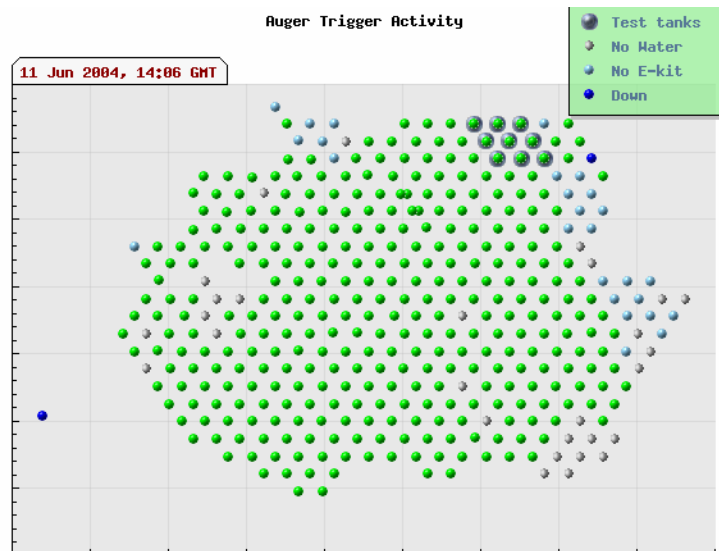 Auger Trigger Activity
11 Jun 2004, 14:06 GMT
Test tanks
No Water
No E-kit
Down